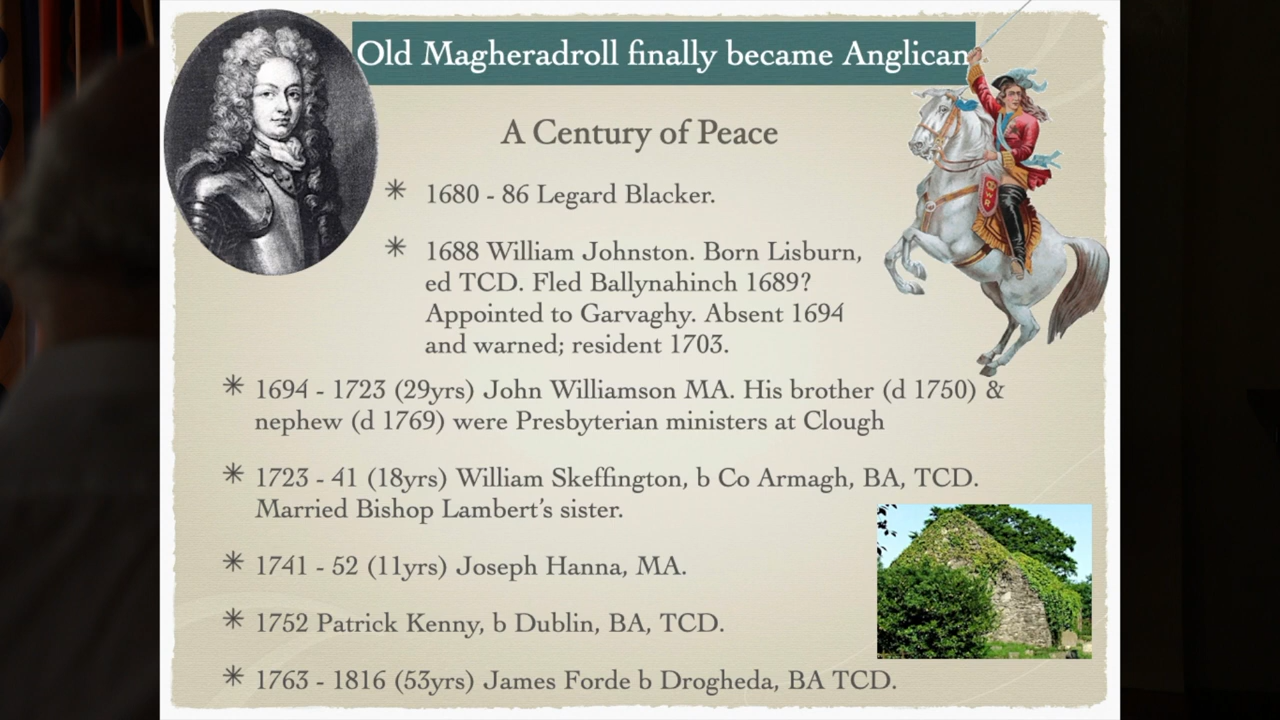 Old Magheradroll finally became Anglican
A Century of Peace
* 1680 - 86 Legard Blacker.
* 1688 William Johnston. Born Lisburn,
ed TCD. Fled Ballynahinch 1689?
Appointed to Garvaghy. Absent 1694
and warned; resident 1703.
* 1694 - 1723 (29yrs) John Williamson MA. His brother (d 1750) &
nephew (d 1769) were Presbyterian ministers at Clough
* 1723 - 41 (18yrs) William Skeffington, b Co Armagh, BA, TCD.
Married Bishop Lambert's sister.
* 1741 - 52 (11yrs) Joseph Hanna, MA.
* 1752 Patrick Kenny, b Dublin, BA, TCD.
* 1763 - 1816 (53yrs) James Forde b Drogheda, BA TCD.